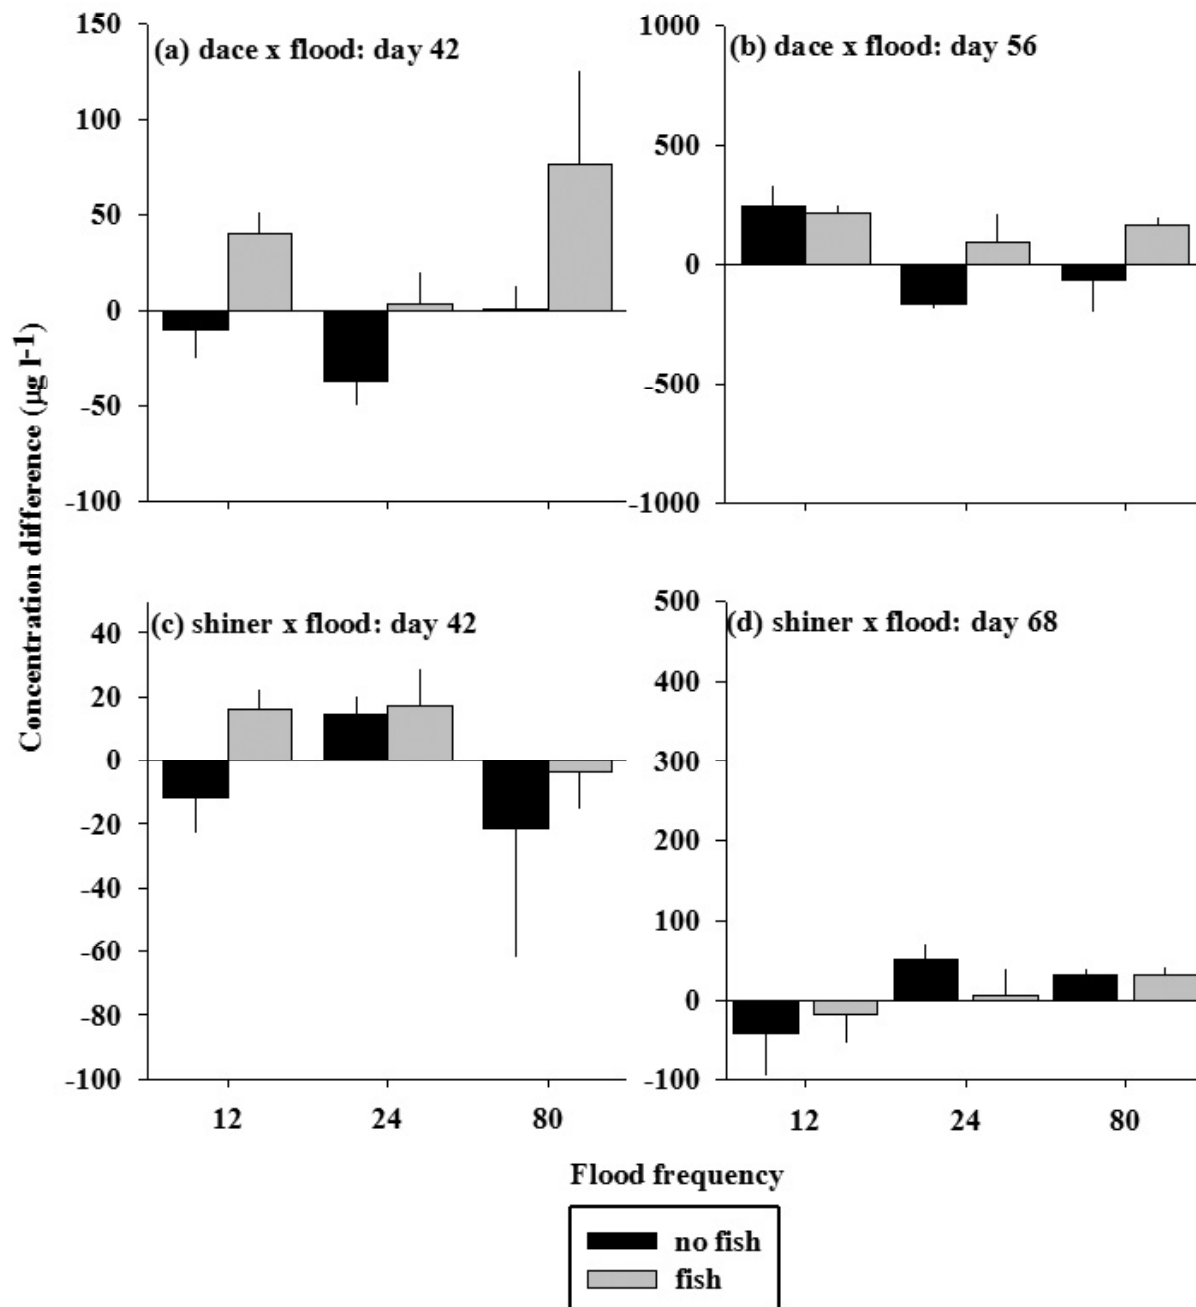 Concentration difference (µg l-1)
(a) dace x flood: day 42
150
100
50
0
-50
-100
(b) dace x flood: day 56
1000
500
0
-500
-1000
(c) shiner x flood: day 42
40
20
0
-20
-40
-60
-80
-100
12 24 80
(d) shiner x flood: day 68
500
400
300
200
100
0
-100
12 24 80
Flood frequency
no fish
fish